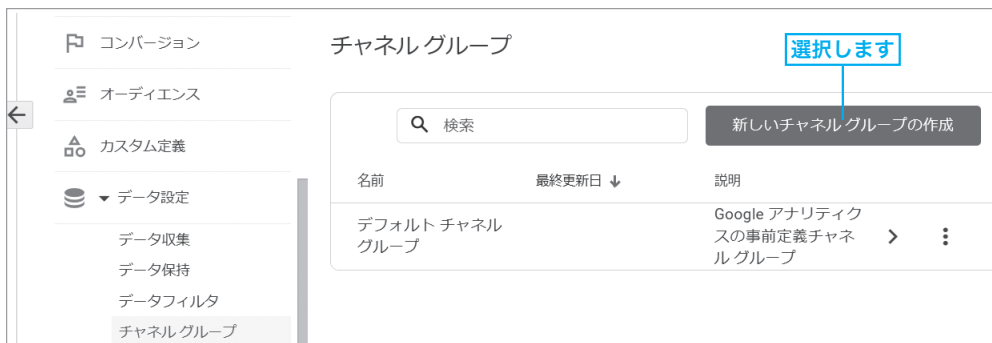 コンバージョン
オーディエンス
カスタム定義
データ設定
データ収集
データ保持
データフィルタ
チャネル グループ
チャネル グループ
選択します
検索
新しいチャネル グループの作成
名前
最終更新日
説明
デフォルト チャネル
グループ
Google アナリティク
スの事前定義チャネ
ル グループ